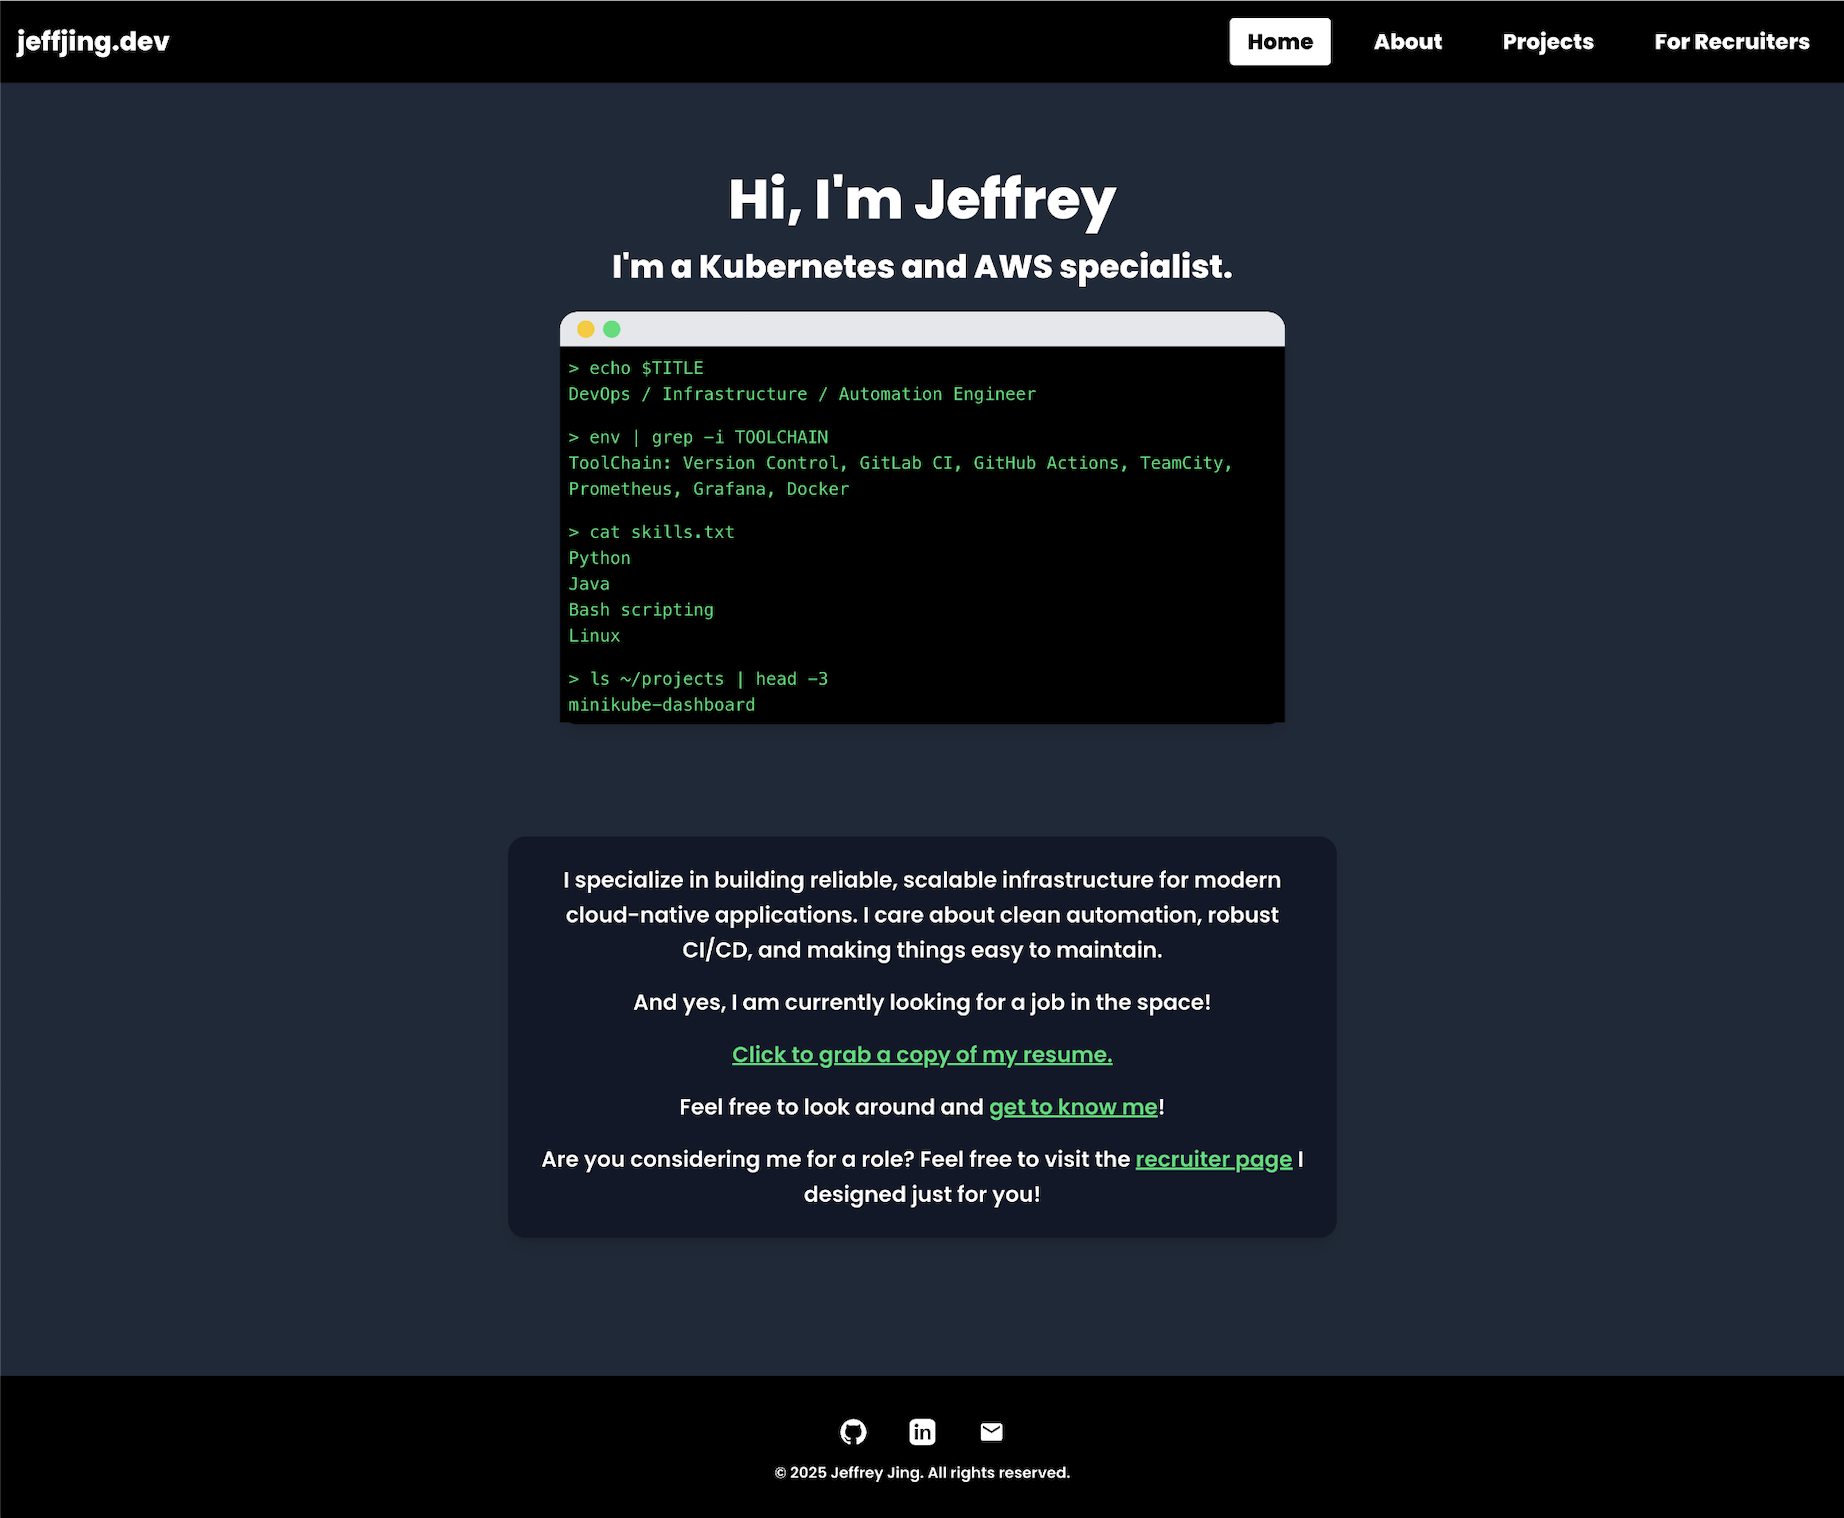 jeffjing.dev
Home
About
Projects
For Recruiters
Hi, I'm Jeffrey
I'm a Kubernetes and AWS specialist.
> echo $TITLE
DevOps / Infrastructure / Automation Engineer
> env | grep -i TOOLCHAIN
ToolChain: Version Control, GitLab CI, GitHub Actions, TeamCity,
Prometheus, Grafana, Docker
> cat skills.txt
Python
Java
Bash scripting
Linux
> ls ~/projects | head -3
minikube-dashboard
I specialize in building reliable, scalable infrastructure for modern
cloud-native applications. I care about clean automation, robust
CI/CD, and making things easy to maintain.
And yes, I am currently looking for a job in the space!
Click to grab a copy of my resume.
Feel free to look around and get to know me!
Are you considering me for a role? Feel free to visit the recruiter page I
designed just for you!
in
© 2025 Jeffrey Jing. All rights reserved.